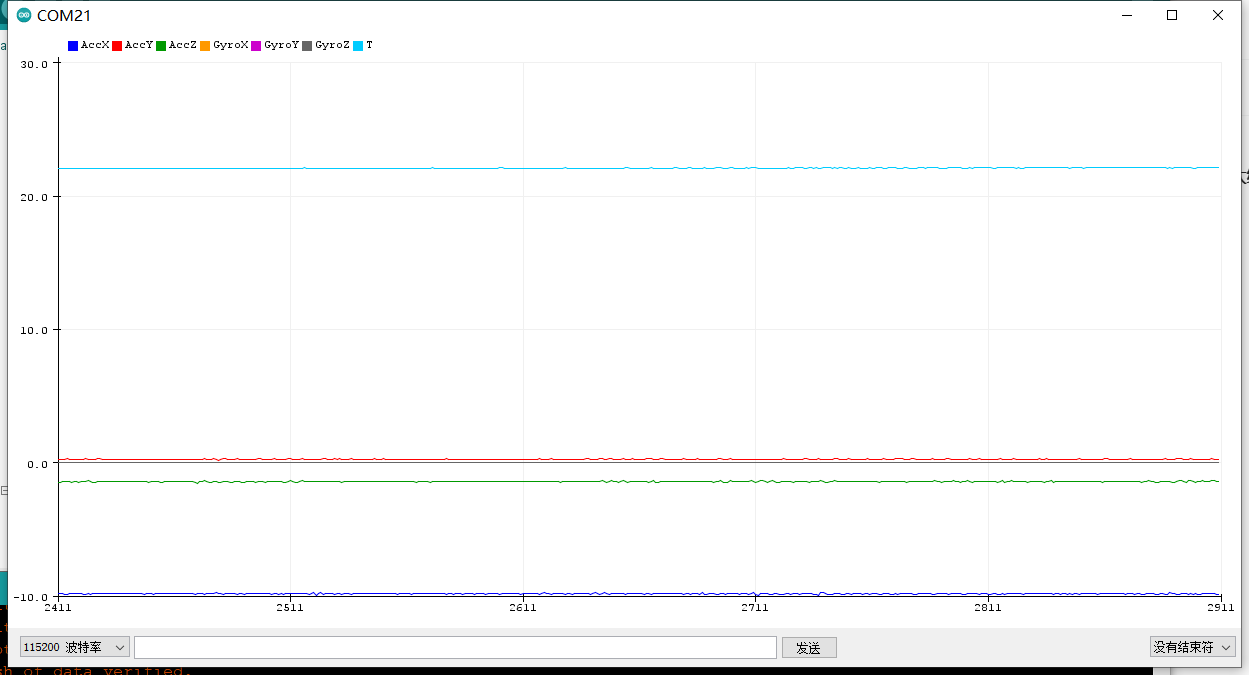 COM21
AccX AccY AccZ GyroX GyroY GyroZ T
30.0
20.0
10.0
0.0
-10.0
2411 2511 2611 2711 2811 2911
115200 波特率 发送 没有结束符
of data verified.